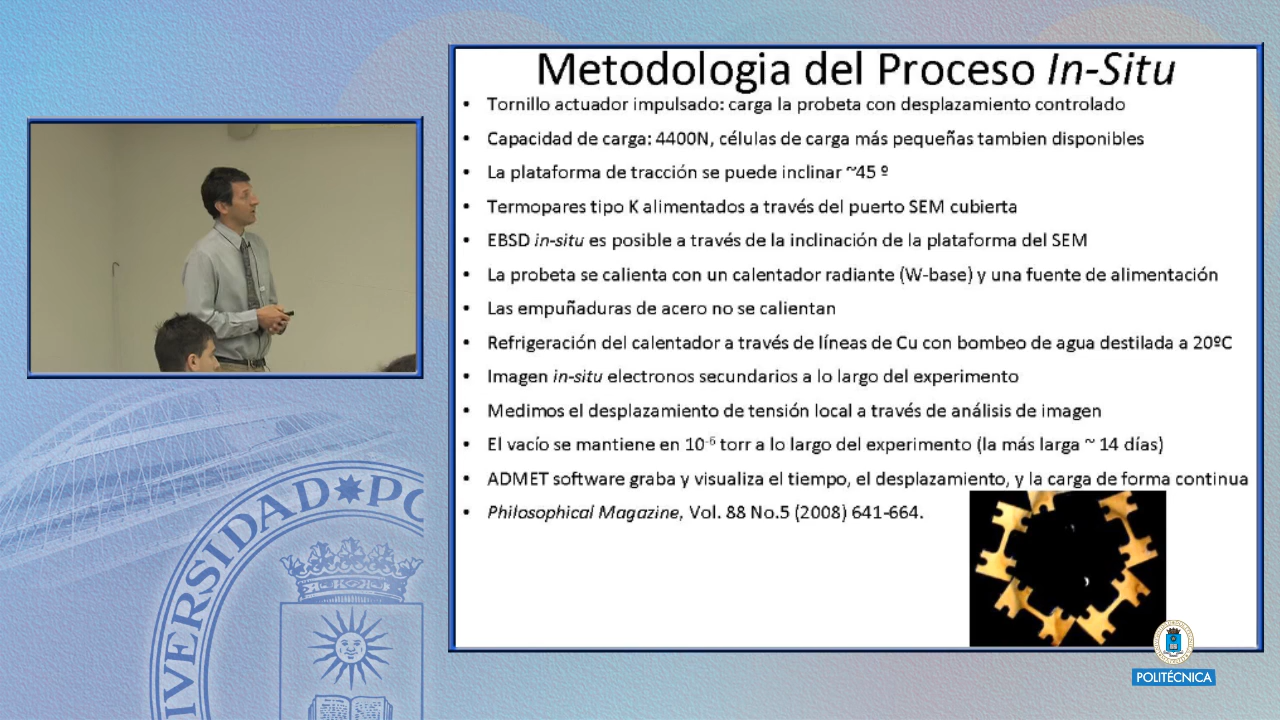 Metodologia del Proceso In-Situ
• Tornillo actuador impulsado: carga la probeta con desplazamiento controlado
• Capacidad de carga: 4400N, células de carga más pequeñas tambien disponibles
• La plataforma de tracción se puede inclinar ~45 º
• Termopares tipo K alimentados a través del puerto SEM cubierta
• EBSD in-situ es posible a través de la inclinación de la plataforma del SEM
• La probeta se calienta con un calentador radiante (W-base) y una fuente de alimentación
• Las empuñaduras de acero no se calientan
• Refrigeración del calentador a través de líneas de Cu con bombeo de agua destilada a 20ºC
• Imagen in-situ electronos secundarios a lo largo del experimento
• Medimos el desplazamiento de tensión local a través de análisis de imagen
• El vacío se mantiene en 10-6 torr a lo largo del experimento (la más larga ~ 14 días)
• ADMET software graba y visualiza el tiempo, el desplazamiento, y la carga de forma continua
• Philosophical Magazine, Vol. 88 No.5 (2008) 641-664.
IVERSIDAD PO
POLITÉCNICA